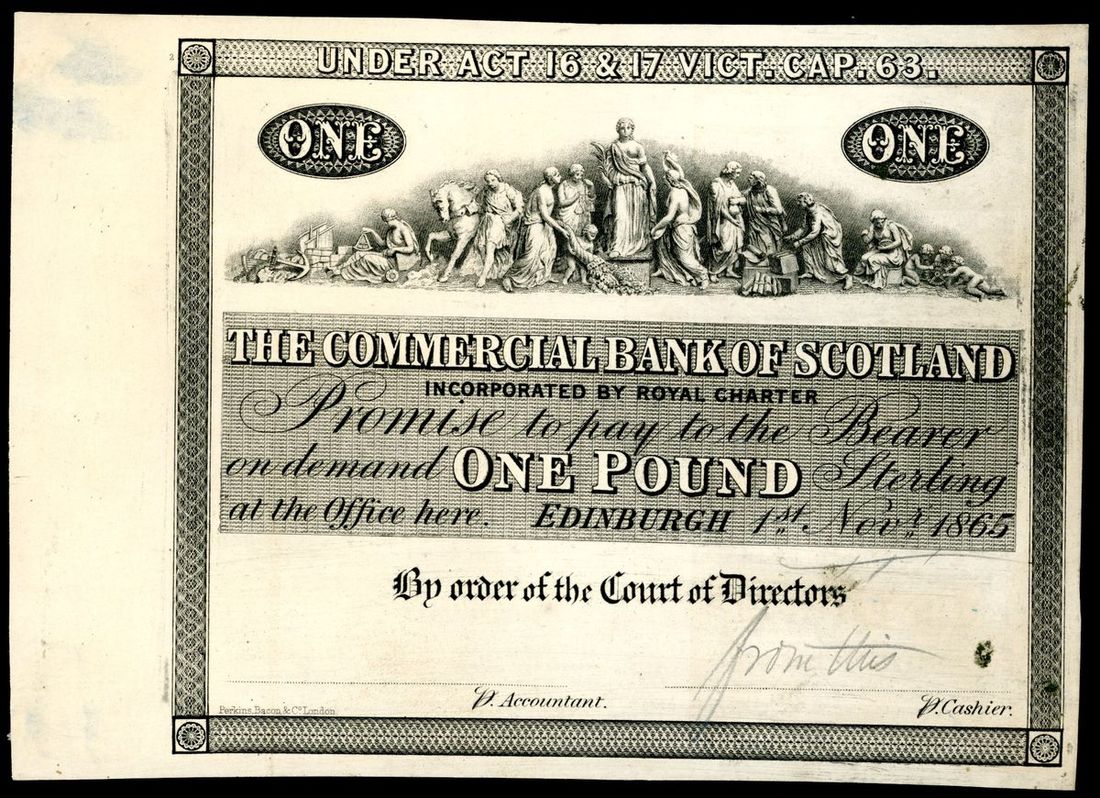 UNDER ACT 16 & 17 VICT. CAP. 63.
ONE ONE
THE COMMERCIAL BANK OF SCOTLAND
INCORPORATED BY ROYAL CHARTER
Promise to pay to the Bearer
on demand ONE POUND Sterling
at the Office here. EDINBURGH 1st. Novr. 1865
By order of the Court of Directors
from this
P. Accountant. P. Cashier.
Perkins, Bacon & Co. London.